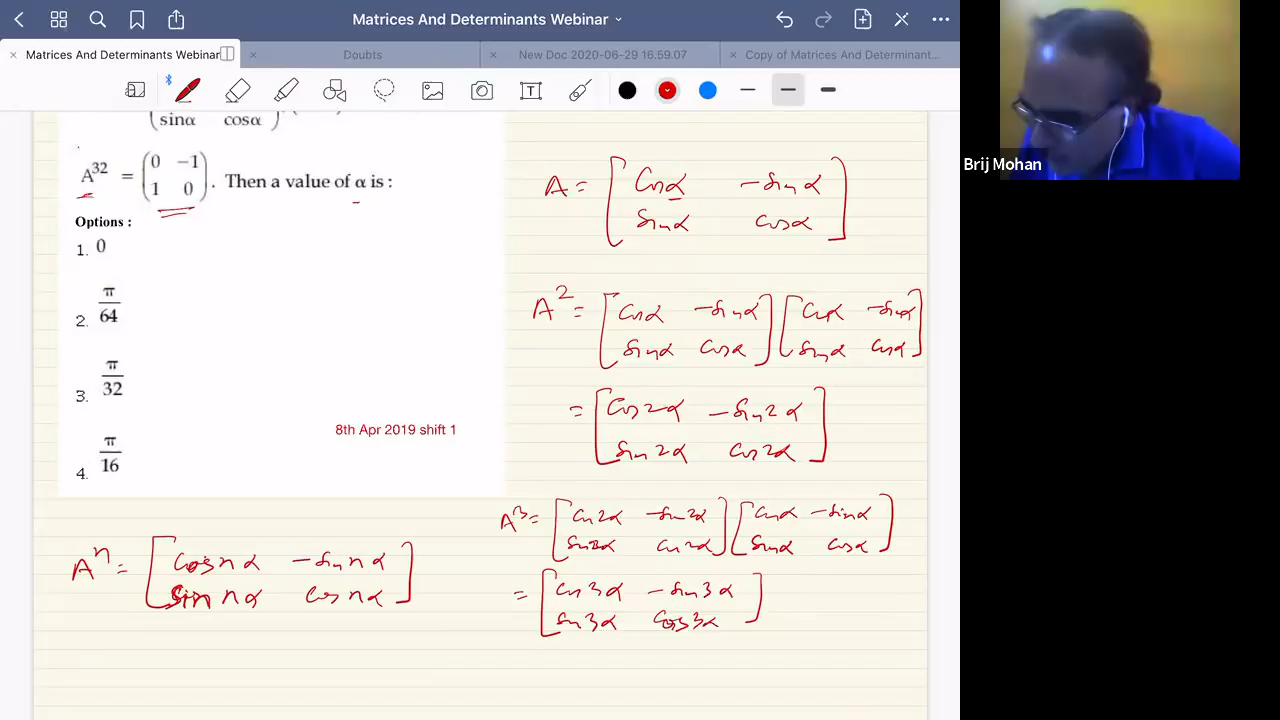 Matrices And Determinants Webinar
Matrices And Determinants Webinar
Doubts
New Doc 2020-06-29 16.59.07
Copy of Matrices And Determinant...
T
sinα cosα
A³² = (0 -1
1 0). Then a value of α is :
Options :
1. 0
2. π/64
3. π/32
4. π/16
8th Apr 2019 shift 1
Aⁿ = [cosnα -sinnα
sin nα cosnα]
A = [Cosα -sinα
Sinα cosα]
A² = [cosα -sinα] [cosα -sinα]
[sinα cosα] [sinα cosα]
= [cos2α -sin2α
sin2α cos2α]
A³ = [cos2α -sin2α] [cosα -sinα]
[sin2α cos2α] [sinα cosα]
= [cos3α -sin3α
sin3α cos3α]
Brij Mohan